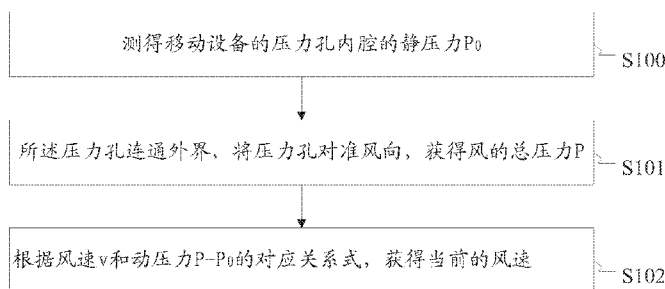 测得移动设备的压力孔内腔的静压力P₀
S100
所述压力孔连通外界，将压力孔对准风向，获得风的总压力P
S101
根据风速v和动压力P-P₀的对应关系式，获得当前的风速
S102